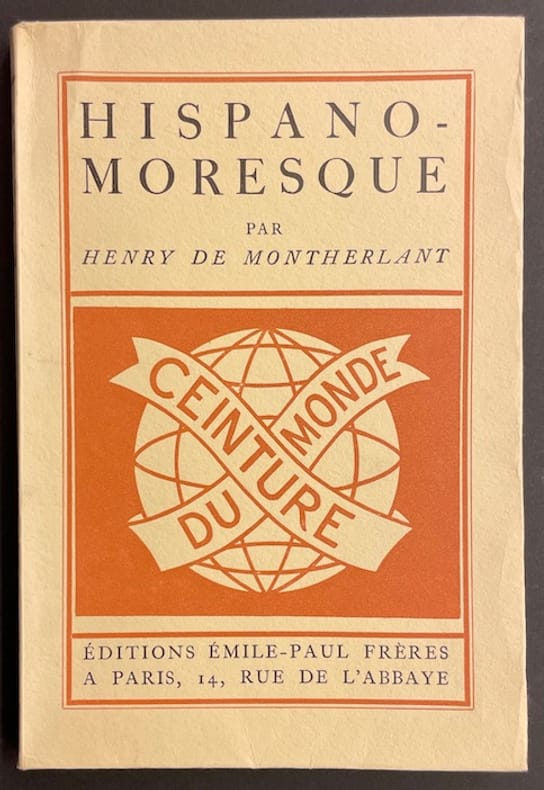 HISPANO-
MORESQUE
PAR
HENRY DE MONTHERLANT
CEINTURE
DU MONDE
ÉDITIONS ÉMILE-PAUL FRÈRES
A PARIS, 14, RUE DE L'ABBAYE